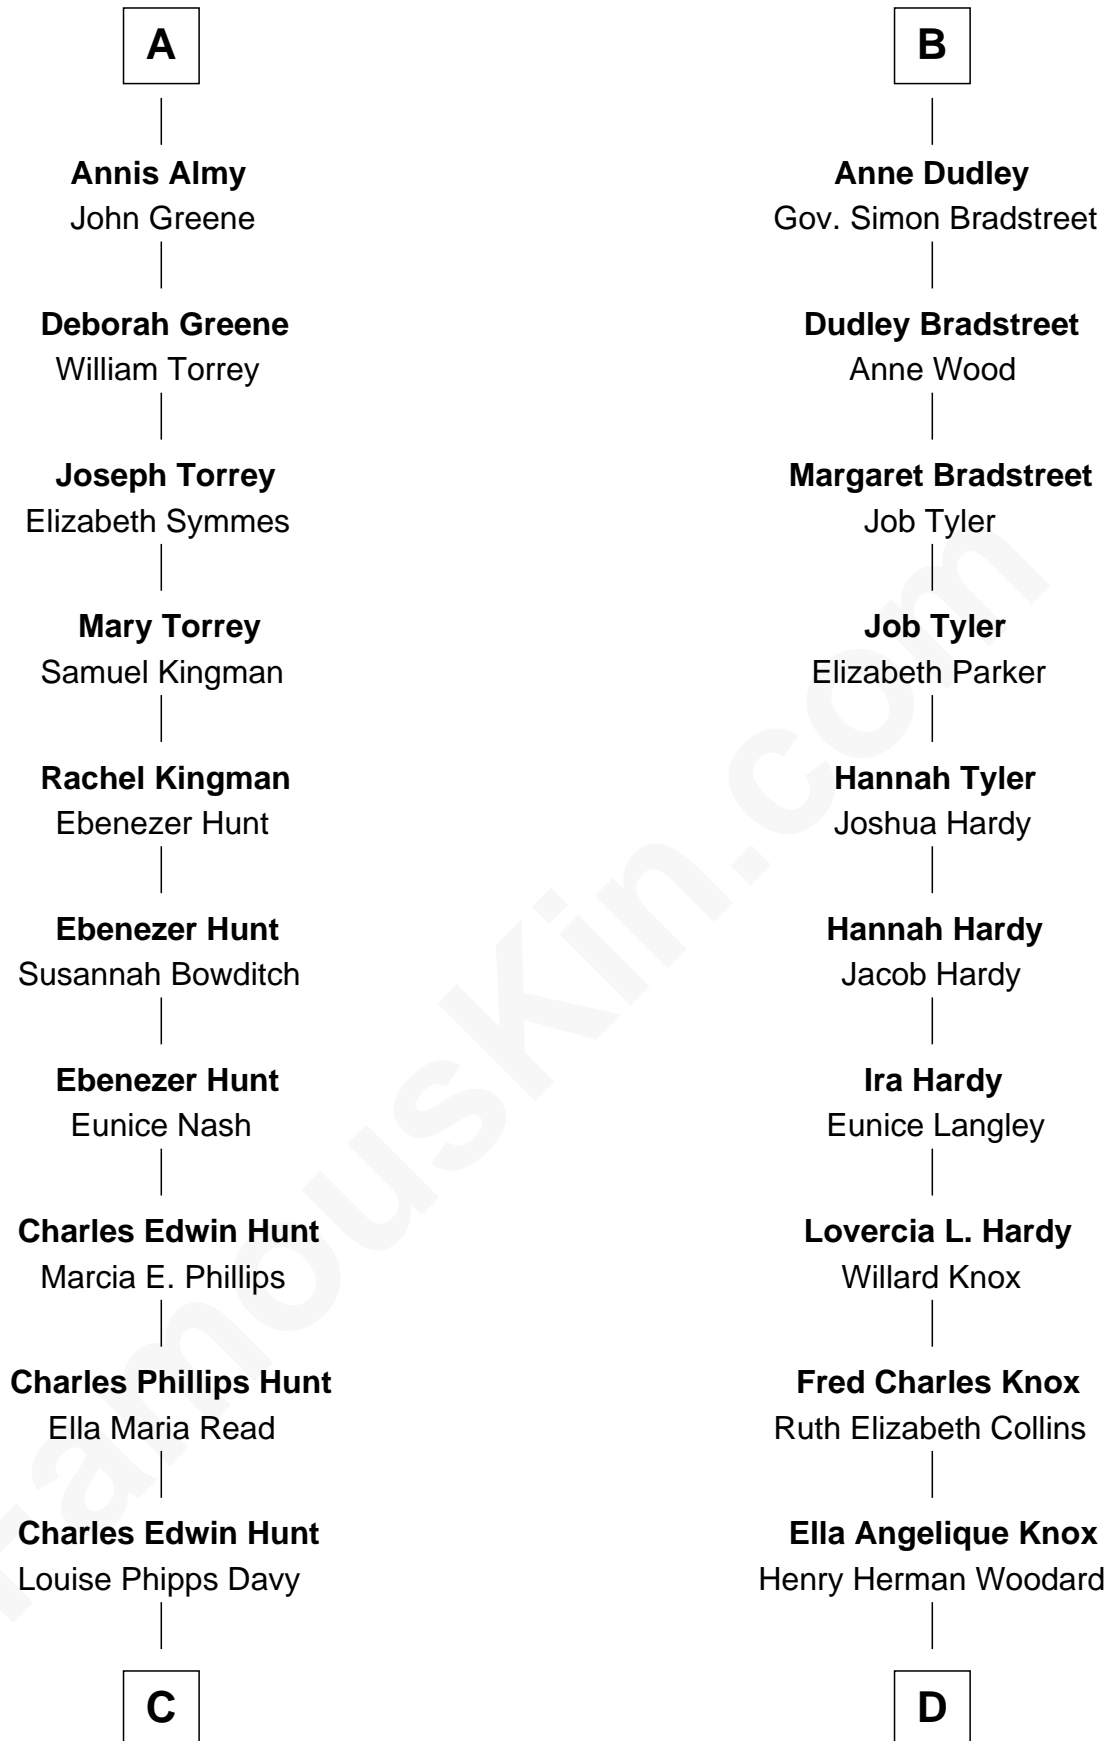 A
Annis Almy
John Greene
Deborah Greene
William Torrey
Joseph Torrey
Elizabeth Symmes
Mary Torrey
Samuel Kingman
Rachel Kingman
Ebenezer Hunt
Ebenezer Hunt
Susannah Bowditch
Ebenezer Hunt
Eunice Nash
Charles Edwin Hunt
Marcia E. Phillips
Charles Phillips Hunt
Ella Maria Read
Charles Edwin Hunt
Louise Phipps Davy
C
B
Anne Dudley
Gov. Simon Bradstreet
Dudley Bradstreet
Anne Wood
Margaret Bradstreet
Job Tyler
Job Tyler
Elizabeth Parker
Hannah Tyler
Joshua Hardy
Hannah Hardy
Jacob Hardy
Ira Hardy
Eunice Langley
Lovercia L. Hardy
Willard Knox
Fred Charles Knox
Ruth Elizabeth Collins
Ella Angelique Knox
Henry Herman Woodard
D
FamousKin.com